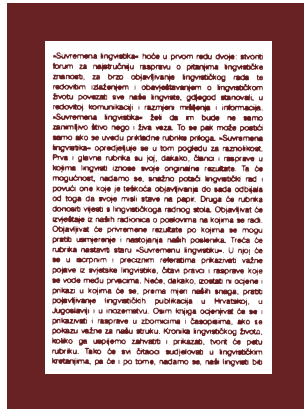 «Suvremena lingvistika» hoće u prvom redu dvoje: stvoriti
forum za najstručniju raspravu o pitanjima lingvističke
znanosti, za brzo objavljivanje lingvističkog rada te
redovitim izlaženjem i obavještavanjem o lingvističkom
životu povezati sve naše lingviste, gdjegod stanovali, u
redovitoj komunikaciji i razmjeni mišljenja i informacija.
«Suvremena lingvistika» želi da im bude ne samo
zanimljivo štivo nego i živa veza. To se pak može postići
samo ako se uvedu prikladne rubrike priloga, «Suvremena
lingvistika» opredjeljuje se u tom pogledu za raznolikost.
Prva i glavna rubrika su joj, dakako, članci i rasprave u
kojima lingvisti iznose svoje originalne rezultate. Ta će
mogućnost, nadamo se, snažno potaći lingvistički rad i
povući one koje je teškoća objavljivanja do sada odbijala
od toga da svoje misli stave na papir. Druga će rubrika
donositi vijesti s lingvističkoga radnog stola. Objavljivat će
izvještaje iz naših radionica o poslovima na kojima se radi.
Objavljivat će privremene rezultate po kojima se mogu
pratiti usmjerenje i nastojanja naših poslenika. Treća će
rubrika nastaviti staru «Suvremenu lingvistiku». U njoj će
se u iscrpnim i preciznim referatima prikazivati važne
pojave iz svjetske lingvistike, čitavi pravci i rasprave koje
se vode među prvacima. Neće, dakako, izostati ni ocjene i
prikazi u kojima će se, prema mjeri naših snaga, pratiti
pojavljivanje lingvističkih publikacija u Hrvatskoj, u
Jugoslaviji i u inozemstvu. Osim knjiga ocjenjivat će se i
prikazivati i rasprave u zbornicima i časopisima, ako se
pokažu važne za našu struku. Kronika lingvističkog života,
koliko ga uspijemo zahvatiti i prikazati, tvorit će petu
rubriku. Tako će svi čitaoci sudjelovati u lingvističkim
kretanjima, pa će i po tome, nadamo se, naši lingvisti biti